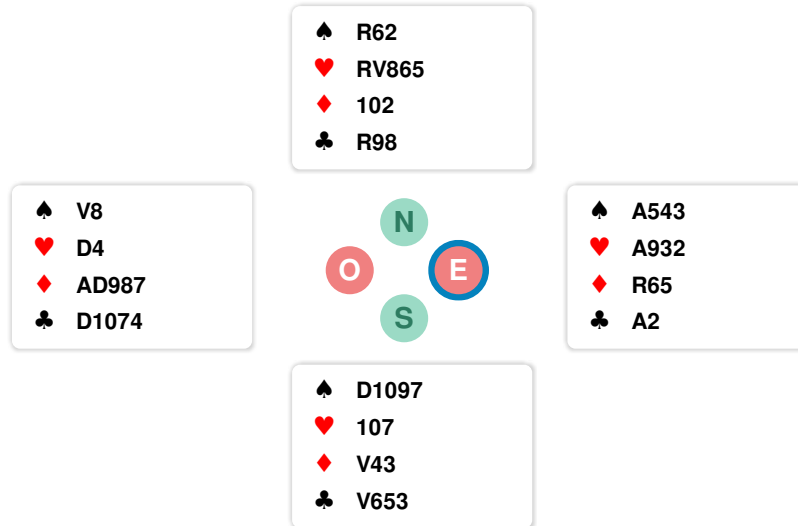 ♠ R62
♥ RV865
♦ 102
♣ R98
♠ V8
♥ D4
♦ AD987
♣ D1074
N
O E
S
♠ A543
♥ A932
♦ R65
♣ A2
♠ D1097
♥ 107
♦ V43
♣ V653